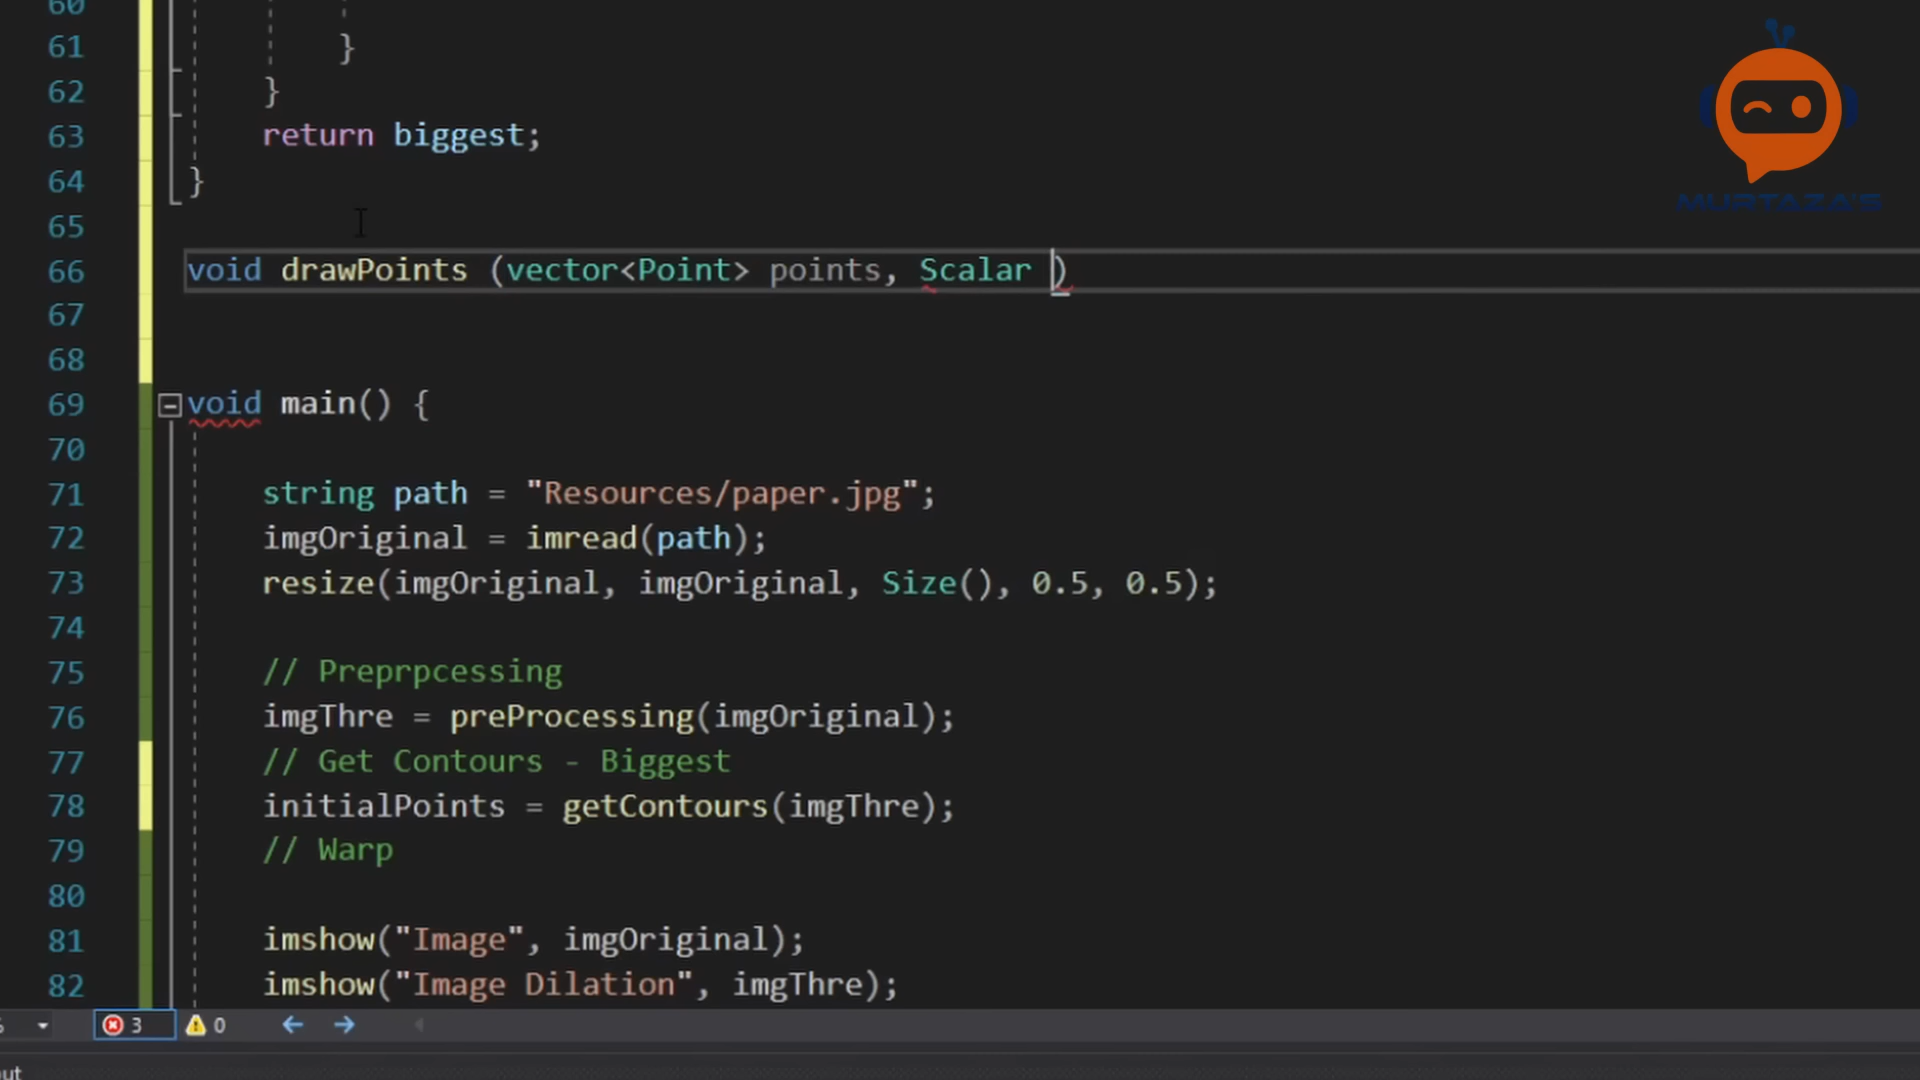 60
61 }
62 }
63 return biggest;
64 }
65
66 void drawPoints (vector<Point> points, Scalar )
67
68
69 void main() {
70
71 string path = "Resources/paper.jpg";
72 imgOriginal = imread(path);
73 resize(imgOriginal, imgOriginal, Size(), 0.5, 0.5);
74
75 // Preprpcessing
76 imgThre = preProcessing(imgOriginal);
77 // Get Contours - Biggest
78 initialPoints = getContours(imgThre);
79 // Warp
80
81 imshow("Image", imgOriginal);
82 imshow("Image Dilation", imgThre);
3 0
MURTAZA'S